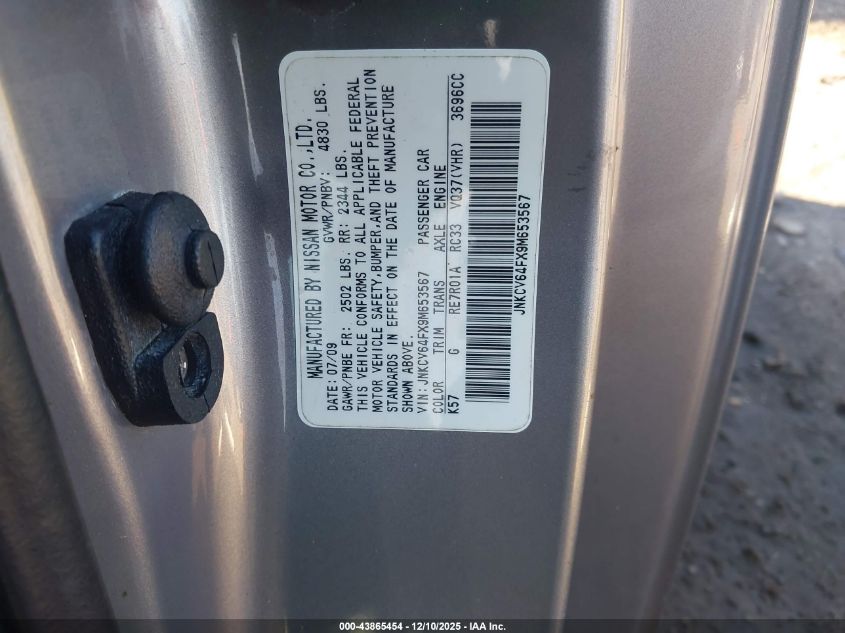 MANUFACTURED BY NISSAN MOTOR CO.,LTD.
DATE: 07/09 GVWR/PNBV: 4830 LBS.
GAWR/PNBE FR: 2502 LBS. RR: 2344 LBS.
THIS VEHICLE CONFORMS TO ALL APPLICABLE FEDERAL
MOTOR VEHICLE SAFETY,BUMPER,AND THEFT PREVENTION
STANDARDS IN EFFECT ON THE DATE OF MANUFACTURE
SHOWN ABOVE.
VIN: JNKCV64FX9M653567 PASSENGER CAR
COLOR TRIM TRANS AXLE ENGINE
K57 G RE7R01A RC33 VQ37(VHR) 3696CC
JNKCV64FX9M653567
000-43865454 – 12/10/2025 – IAA Inc.